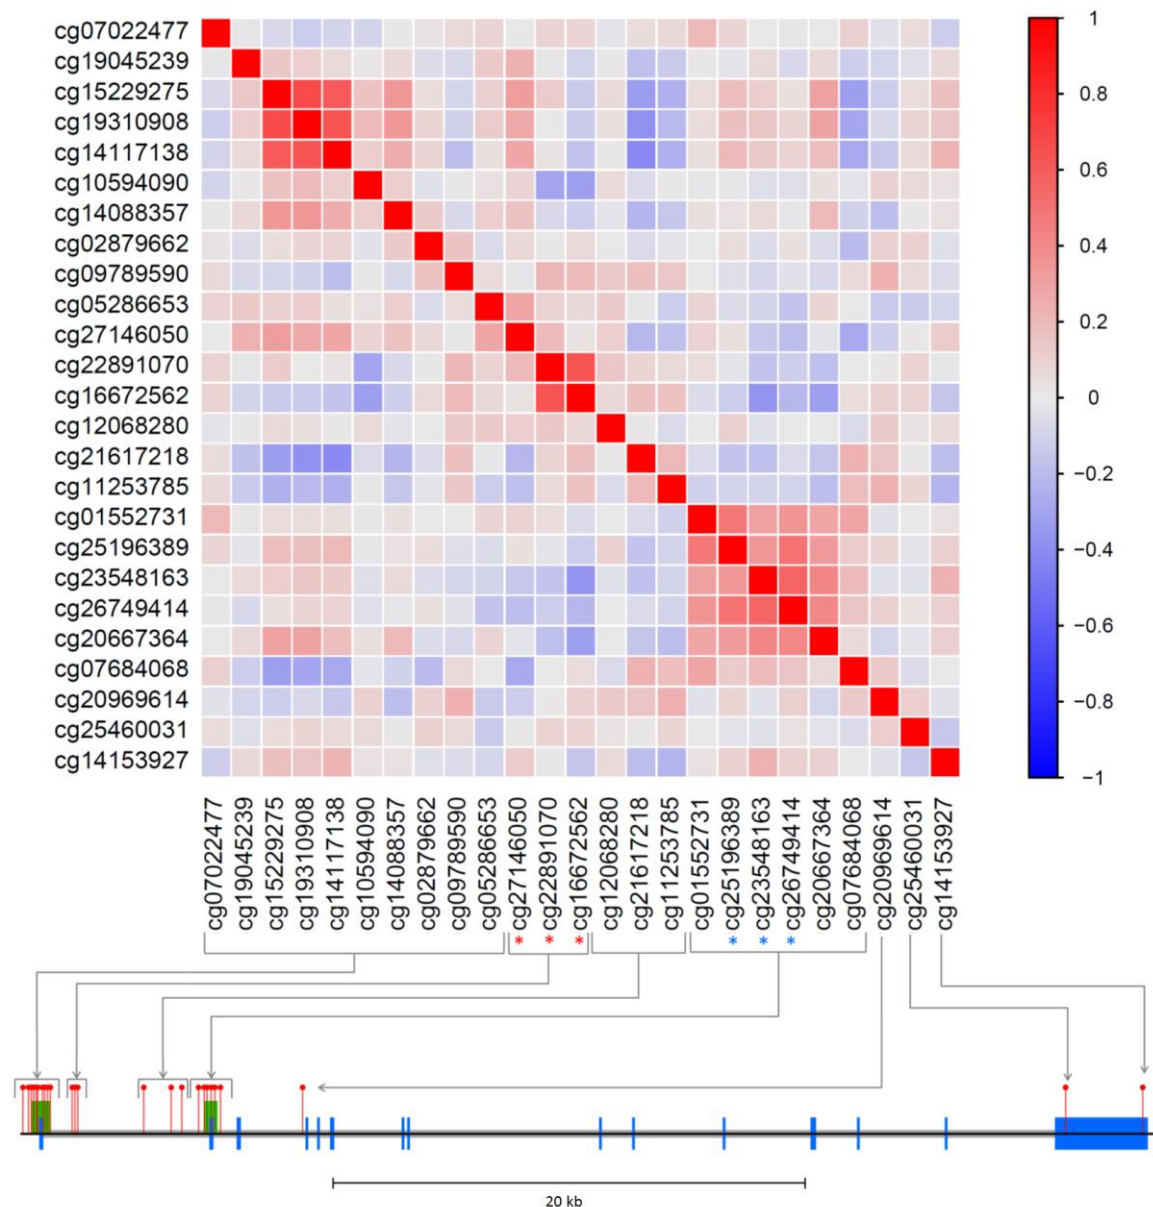 cg07022477
cg19045239
cg15229275
cg19310908
cg14117138
cg10594090
cg14088357
cg02879662
cg09789590
cg05286653
cg27146050
cg22891070
cg16672562
cg12068280
cg21617218
cg11253785
cg01552731
cg25196389
cg23548163
cg26749414
cg20667364
cg07684068
cg20969614
cg25460031
cg14153927
1
0.8
0.6
0.4
0.2
0
−0.2
−0.4
−0.6
−0.8
−1
cg07022477
cg19045239
cg15229275
cg19310908
cg14117138
cg10594090
cg14088357
cg02879662
cg09789590
cg05286653
cg27146050
cg22891070
cg16672562
cg12068280
cg21617218
cg11253785
cg01552731
cg25196389
cg23548163
cg26749414
cg20667364
cg07684068
cg20969614
cg25460031
cg14153927
* * * * * *
20 kb